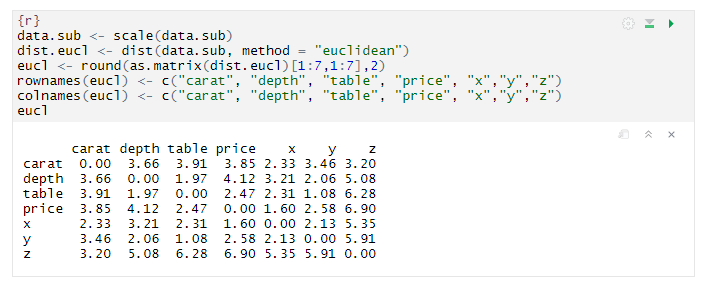 {r}
data.sub <- scale(data.sub)
dist.eucl <- dist(data.sub, method = "euclidean")
eucl <- round(as.matrix(dist.eucl)[1:7,1:7],2)
rownames(eucl) <- c("carat", "depth", "table", "price", "x","y","z")
colnames(eucl) <- c("carat", "depth", "table", "price", "x","y","z")
eucl
carat depth table price x y z
carat 0.00 3.66 3.91 3.85 2.33 3.46 3.20
depth 3.66 0.00 1.97 4.12 3.21 2.06 5.08
table 3.91 1.97 0.00 2.47 2.31 1.08 6.28
price 3.85 4.12 2.47 0.00 1.60 2.58 6.90
x 2.33 3.21 2.31 1.60 0.00 2.13 5.35
y 3.46 2.06 1.08 2.58 2.13 0.00 5.91
z 3.20 5.08 6.28 6.90 5.35 5.91 0.00